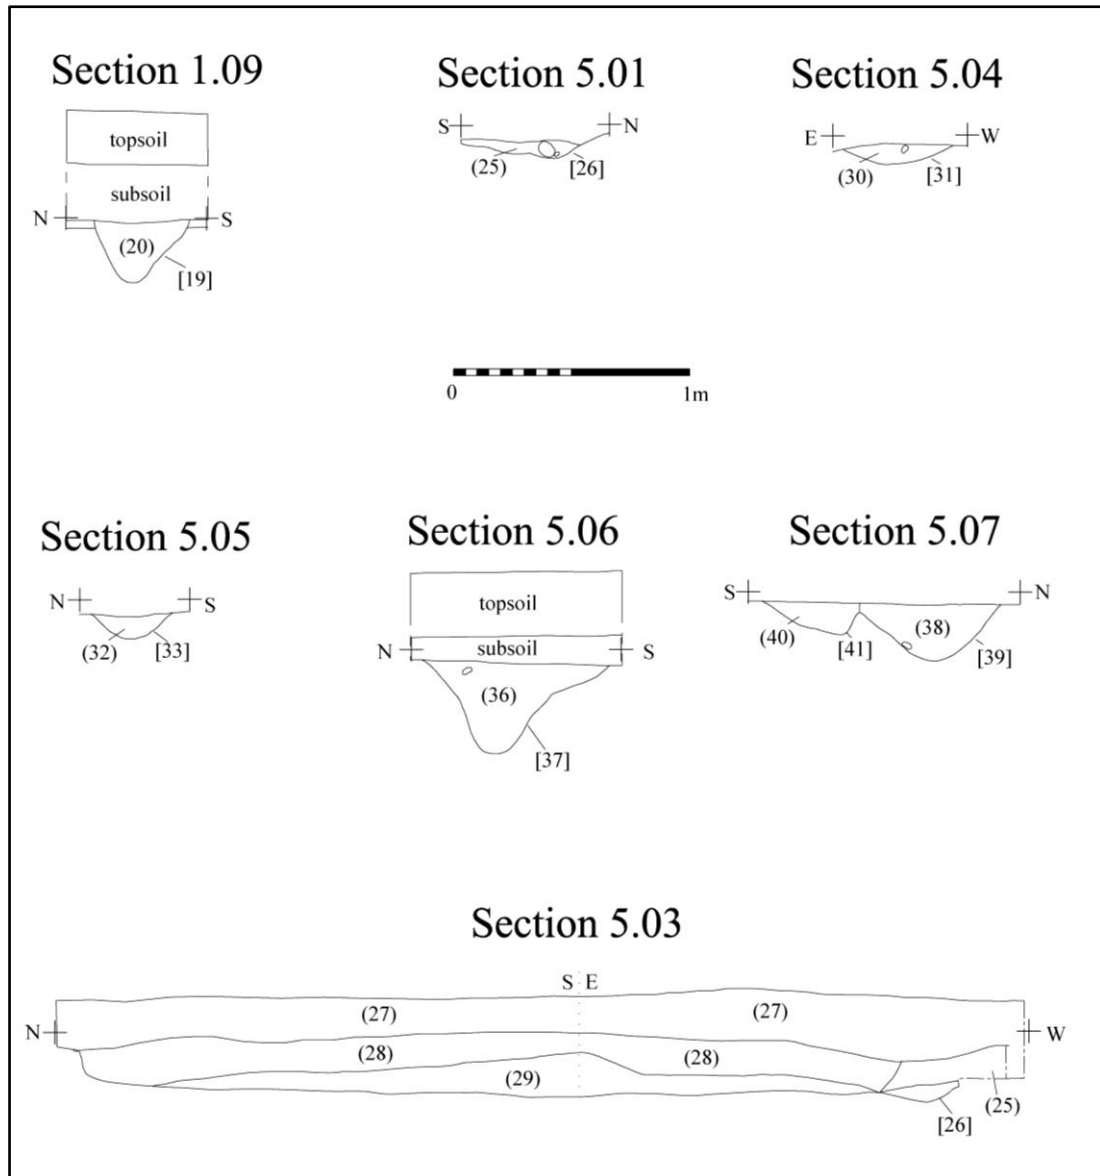 Section 1.09
topsoil
subsoil
N S
(20)
[19]
Section 5.01
S N
(25) [26]
Section 5.04
E W
(30) [31]
0 1m
Section 5.05
N S
(32) [33]
Section 5.06
topsoil
N subsoil S
(36)
[37]
Section 5.07
S N
(40) [41] (38) [39]
Section 5.03
S E
(27) (27)
N W
(28) (28)
(29)
(25)
[26]